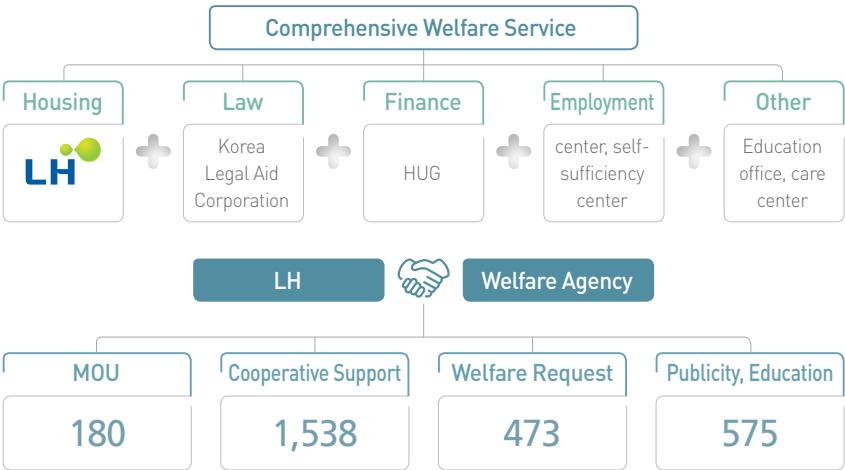 Comprehensive Welfare Service
Housing
Law
Finance
Employment
Other
LH
Korea
Legal Aid
Corporation
HUG
center, self-
sufficiency
center
Education
office, care
center
LH
Welfare Agency
MOU
Cooperative Support
Welfare Request
Publicity, Education
180
1,538
473
575